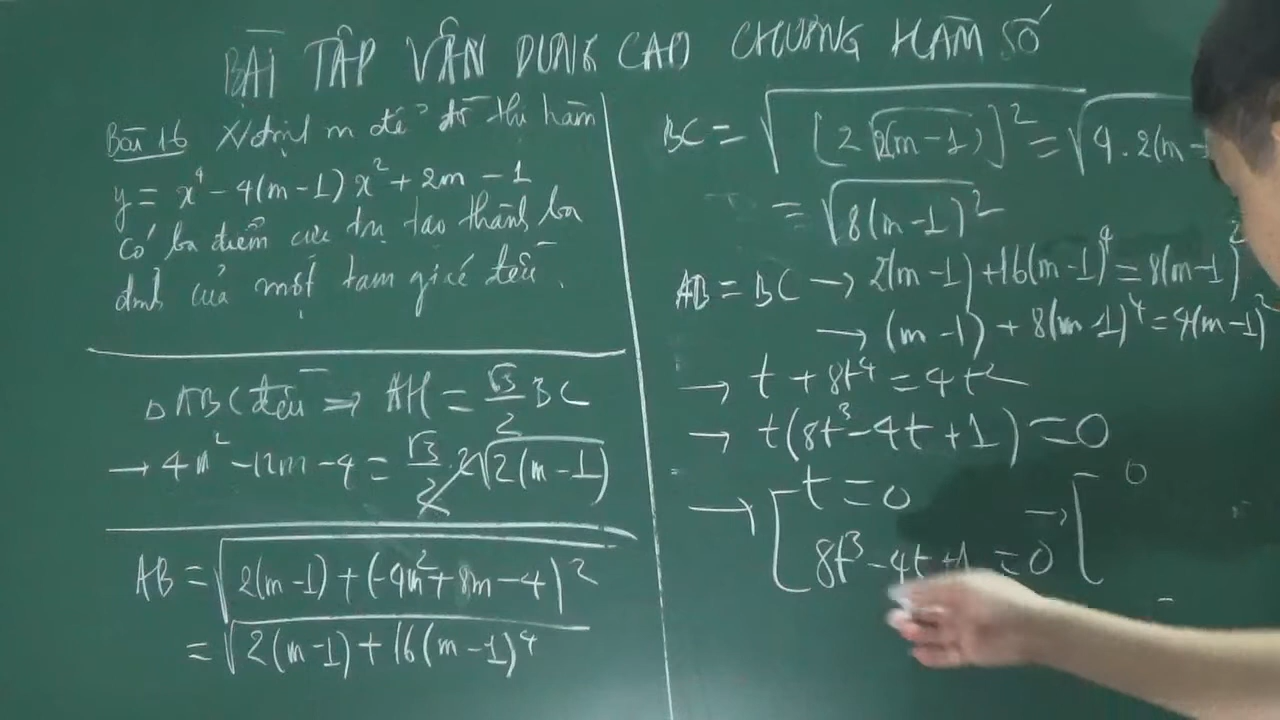 BÀI TẬP VẬN DỤNG CAO CHƯƠNG HÀM SỐ
Bài 16 X/định m để đồ thị hàm
y = x⁴ - 4(m-1)x² + 2m - 1
có ba điểm cực trị tạo thành ba
đỉnh của một tam giác đều.
△ABC đều ⇒ AH = √3/2 BC
→ 4m² - 12m - 4 = √3/2 . 2√2(m-1)
AB = √2(m-1) + (-4m² + 8m - 4)²
= √2(m-1) + 16(m-1)⁴
BC = √[2√2(m-1)]² = √4.2(m-
= √8(m-1)²
AB = BC → 2(m-1) + 16(m-1)⁴ = 8(m-1)²
→ (m-1) + 8(m-1)⁴ = 4(m-1)²
→ t + 8t⁴ = 4t²
→ t(8t³ - 4t + 1) = 0
→ [ t = 0 → [ 0
8t³ - 4t + 1 = 0